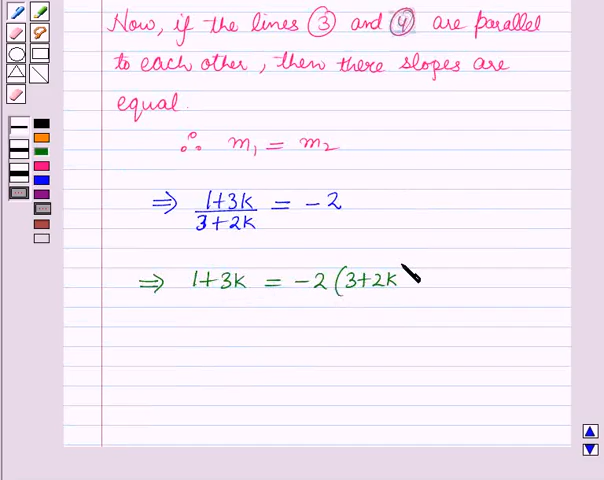 Now, if the lines ③ and ④ are parallel
to each other, then there slopes are
equal.
∴ m₁ = m₂
⇒ 1+3k/3+2k = -2
⇒ 1+3k = -2(3+2k